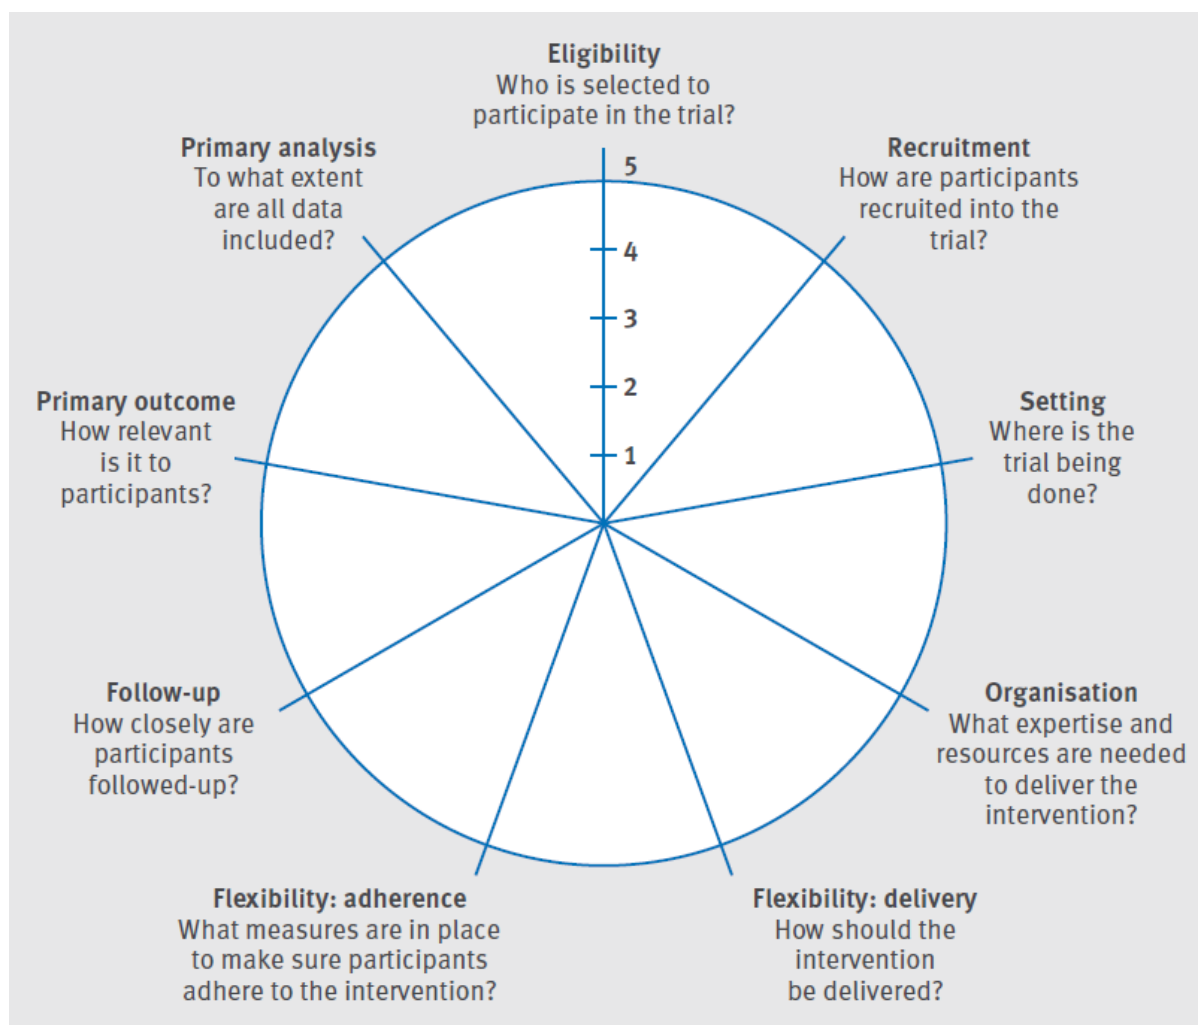 Eligibility
Who is selected to
participate in the trial?
Primary analysis
To what extent
are all data
included?
Recruitment
How are participants
recruited into the
trial?
5
4
3
2
1
Primary outcome
How relevant
is it to
participants?
Setting
Where is the
trial being
done?
Follow-up
How closely are
participants
followed-up?
Organisation
What expertise and
resources are needed
to deliver the
intervention?
Flexibility: adherence
What measures are in place
to make sure participants
adhere to the intervention?
Flexibility: delivery
How should the
intervention
be delivered?